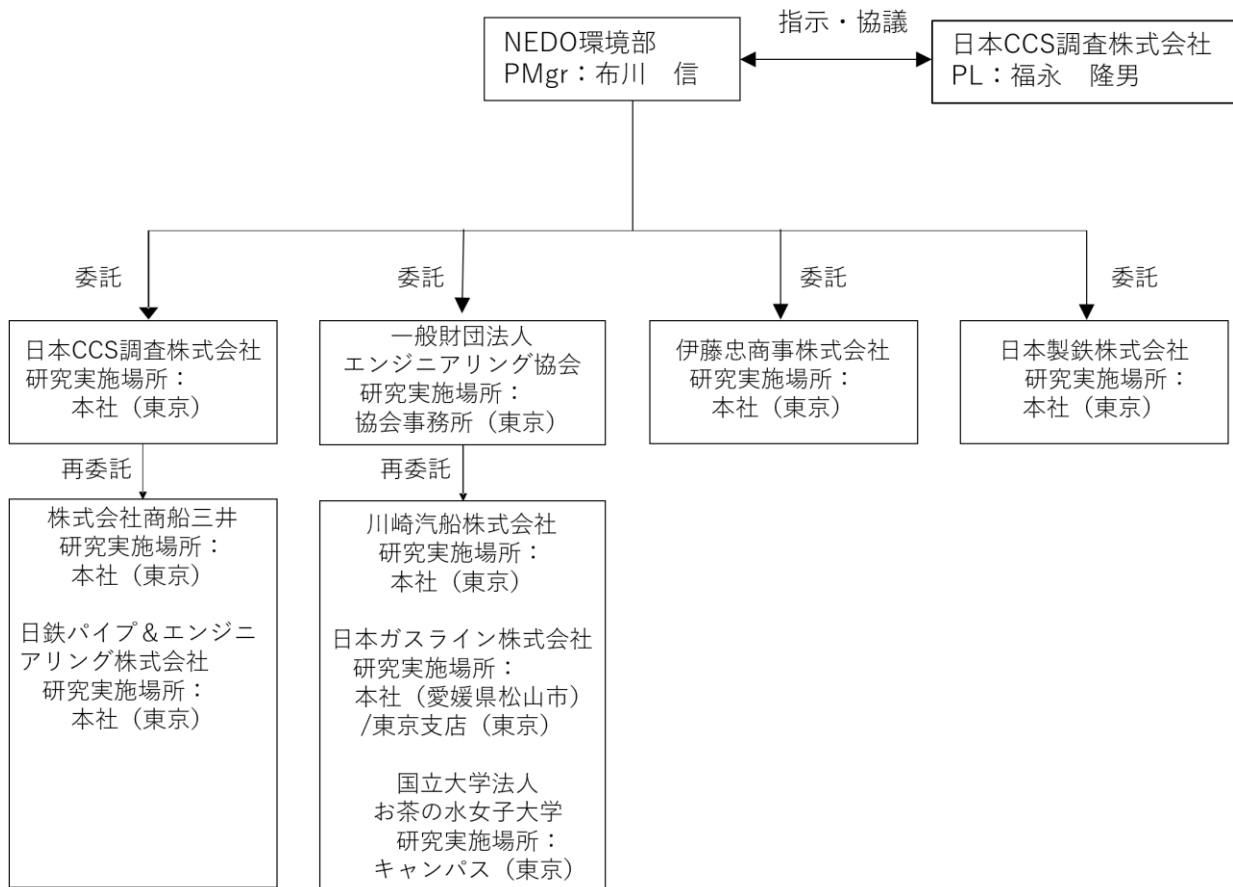 NEDO環境部
PMgr：布川　信
指示・協議
日本CCS調査株式会社
PL：福永　隆男
委託
委託
委託
委託
日本CCS調査株式会社
研究実施場所：
本社（東京）
一般財団法人
エンジニアリング協会
研究実施場所：
協会事務所（東京）
伊藤忠商事株式会社
研究実施場所：
本社（東京）
日本製鉄株式会社
研究実施場所：
本社（東京）
再委託
再委託
株式会社商船三井
研究実施場所：
本社（東京）
日鉄パイプ＆エンジニ
アリング株式会社
研究実施場所：
本社（東京）
川崎汽船株式会社
研究実施場所：
本社（東京）
日本ガスライン株式会社
研究実施場所：
本社（愛媛県松山市）
/東京支店（東京）
国立大学法人
お茶の水女子大学
研究実施場所：
キャンパス（東京）